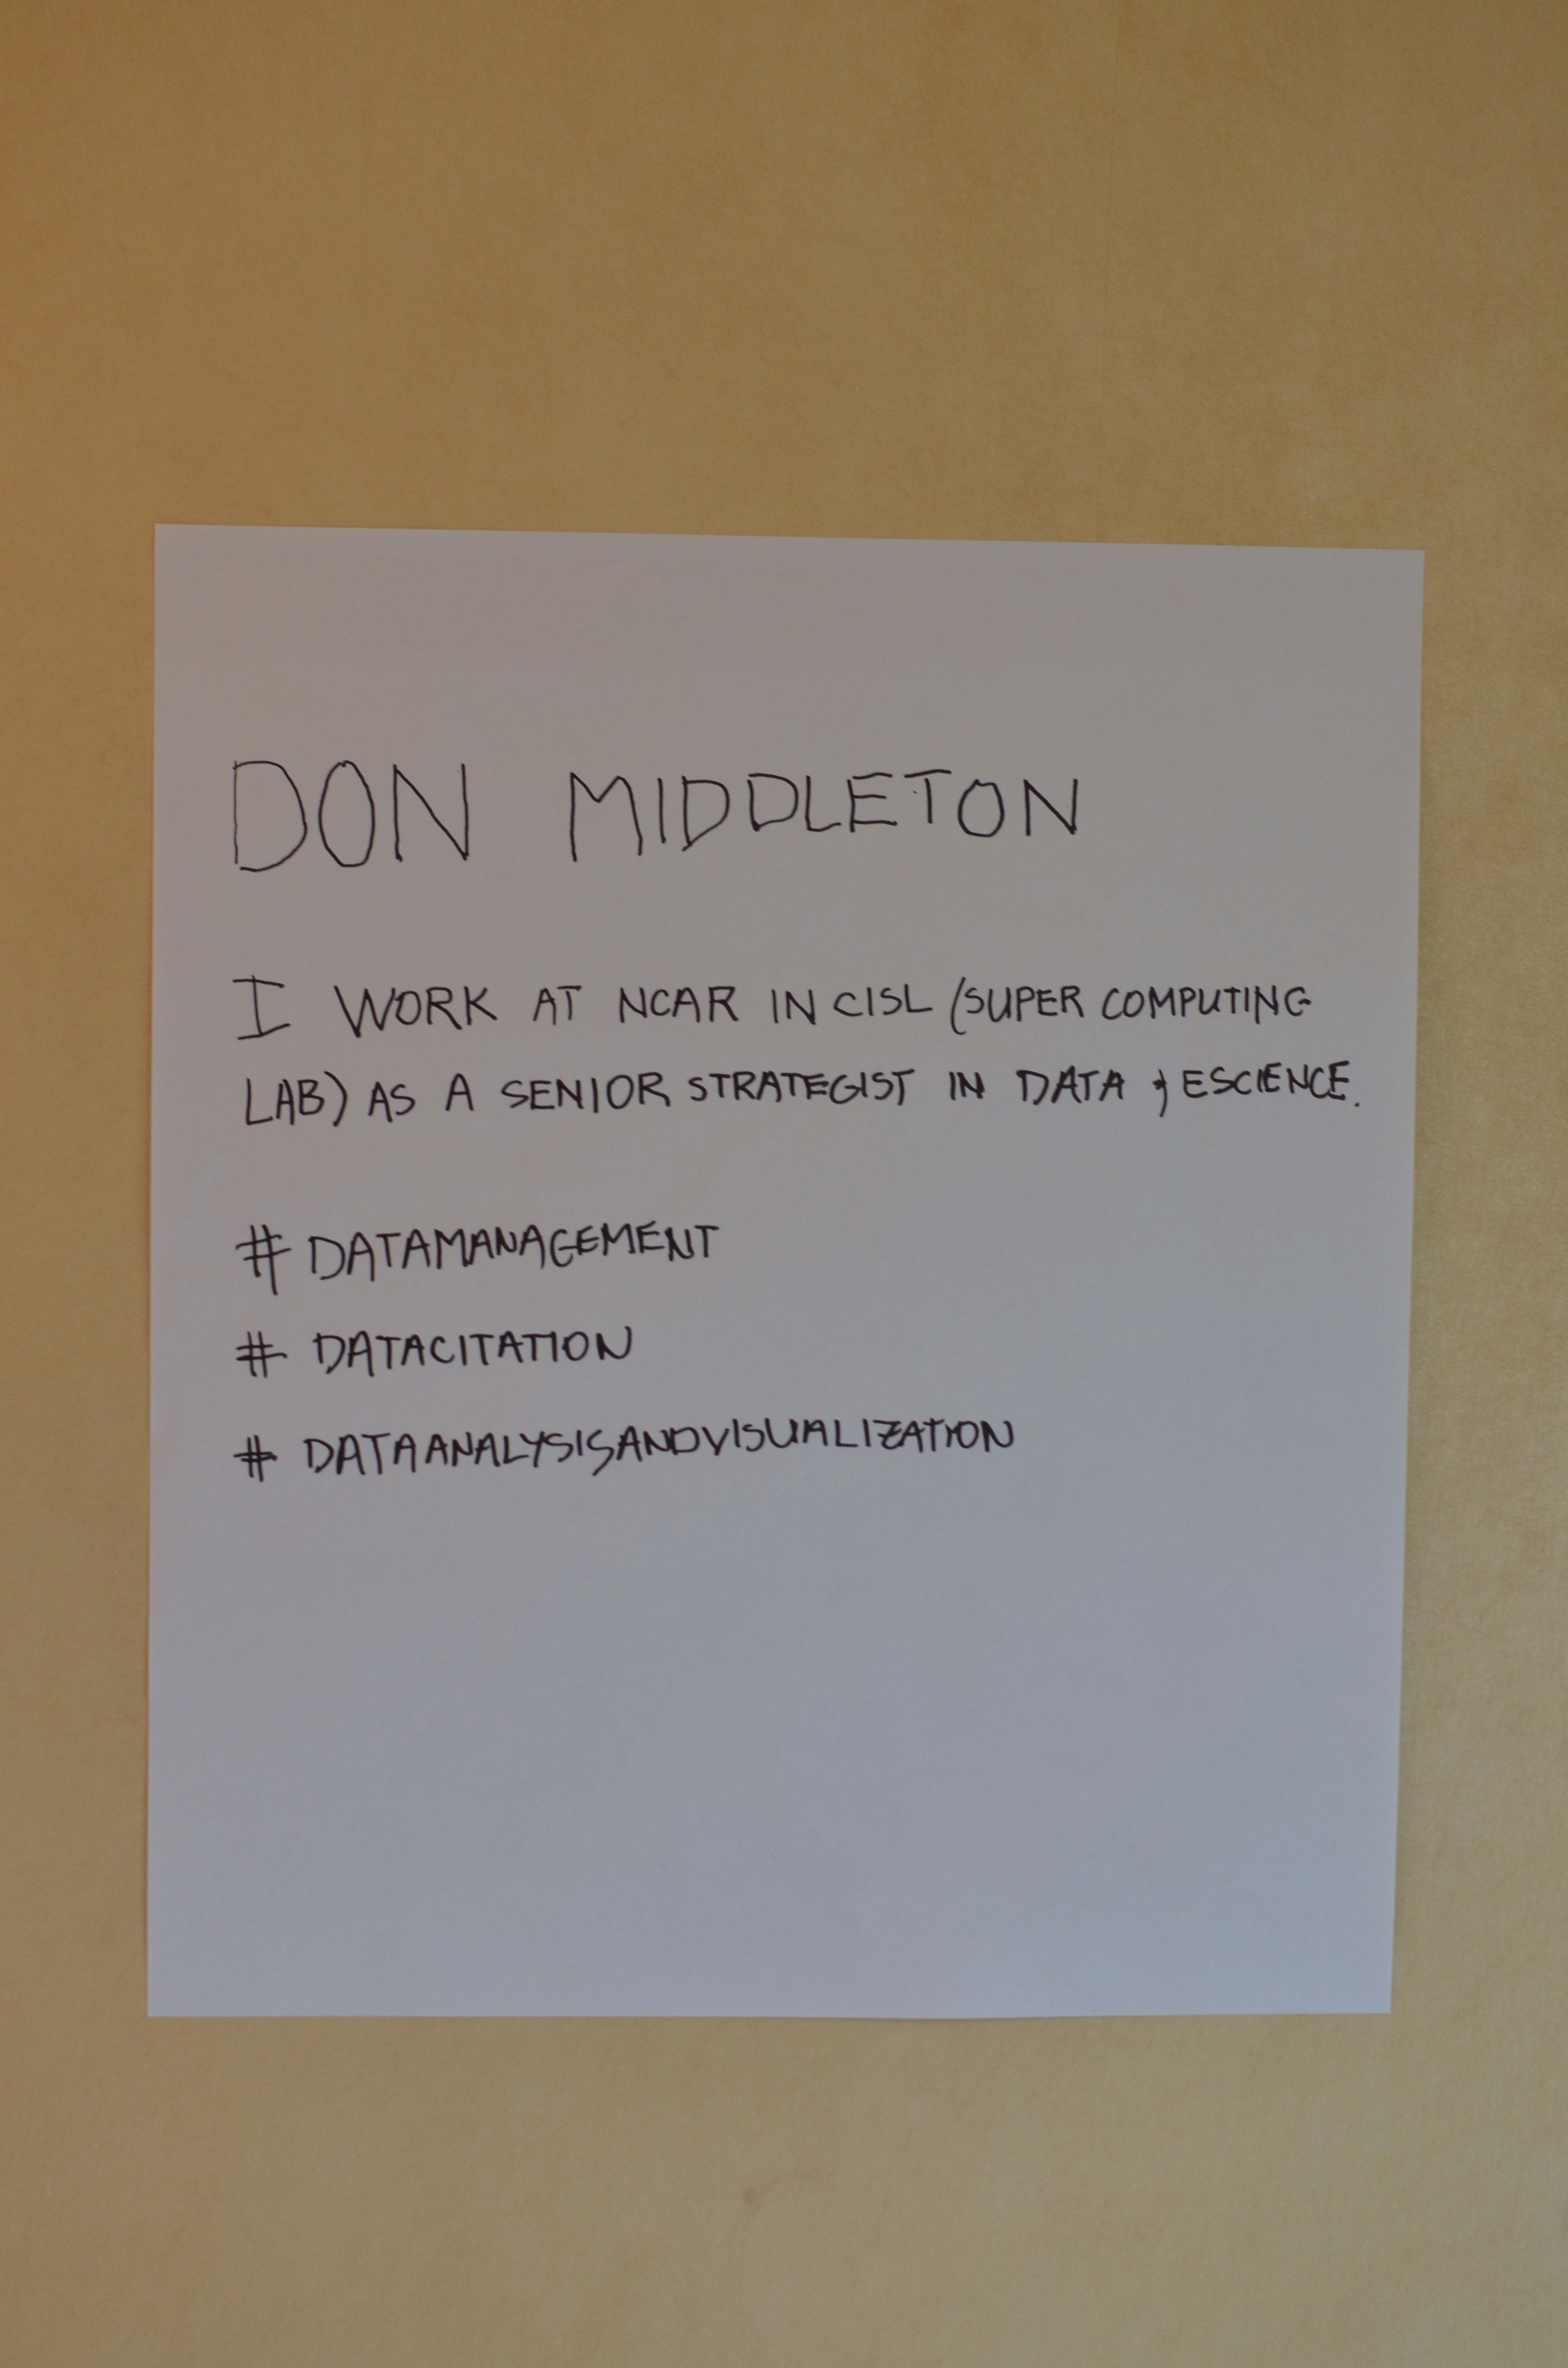 DON MIDDLETON
I WORK AT NCAR IN CISL (SUPER COMPUTING
LAB) AS A SENIOR STRATEGIST IN DATA & ESCIENCE.
# DATAMANAGEMENT
# DATACITATION
# DATAANALYSISANDVISUALIZATION